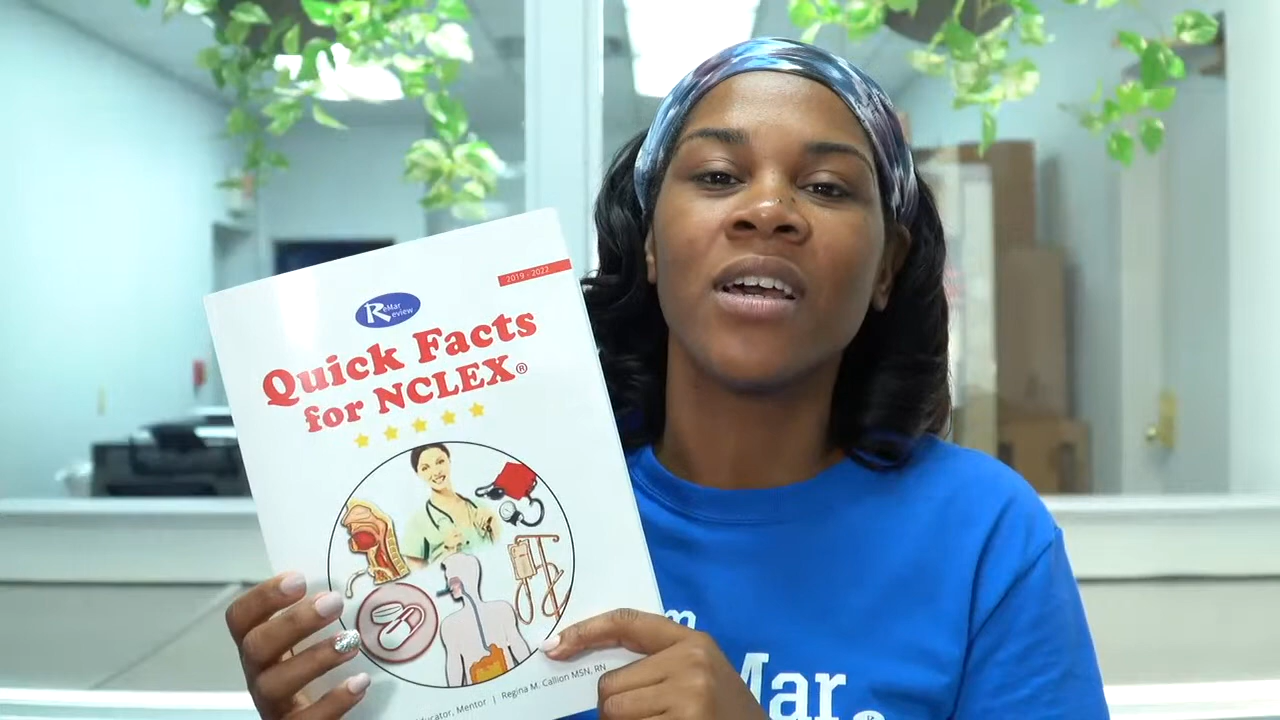 2019 - 2022
ReMar
Review
Quick Facts
for NCLEX®
ducator, Mentor | Regina M. Callion MSN, RN
m
Mar